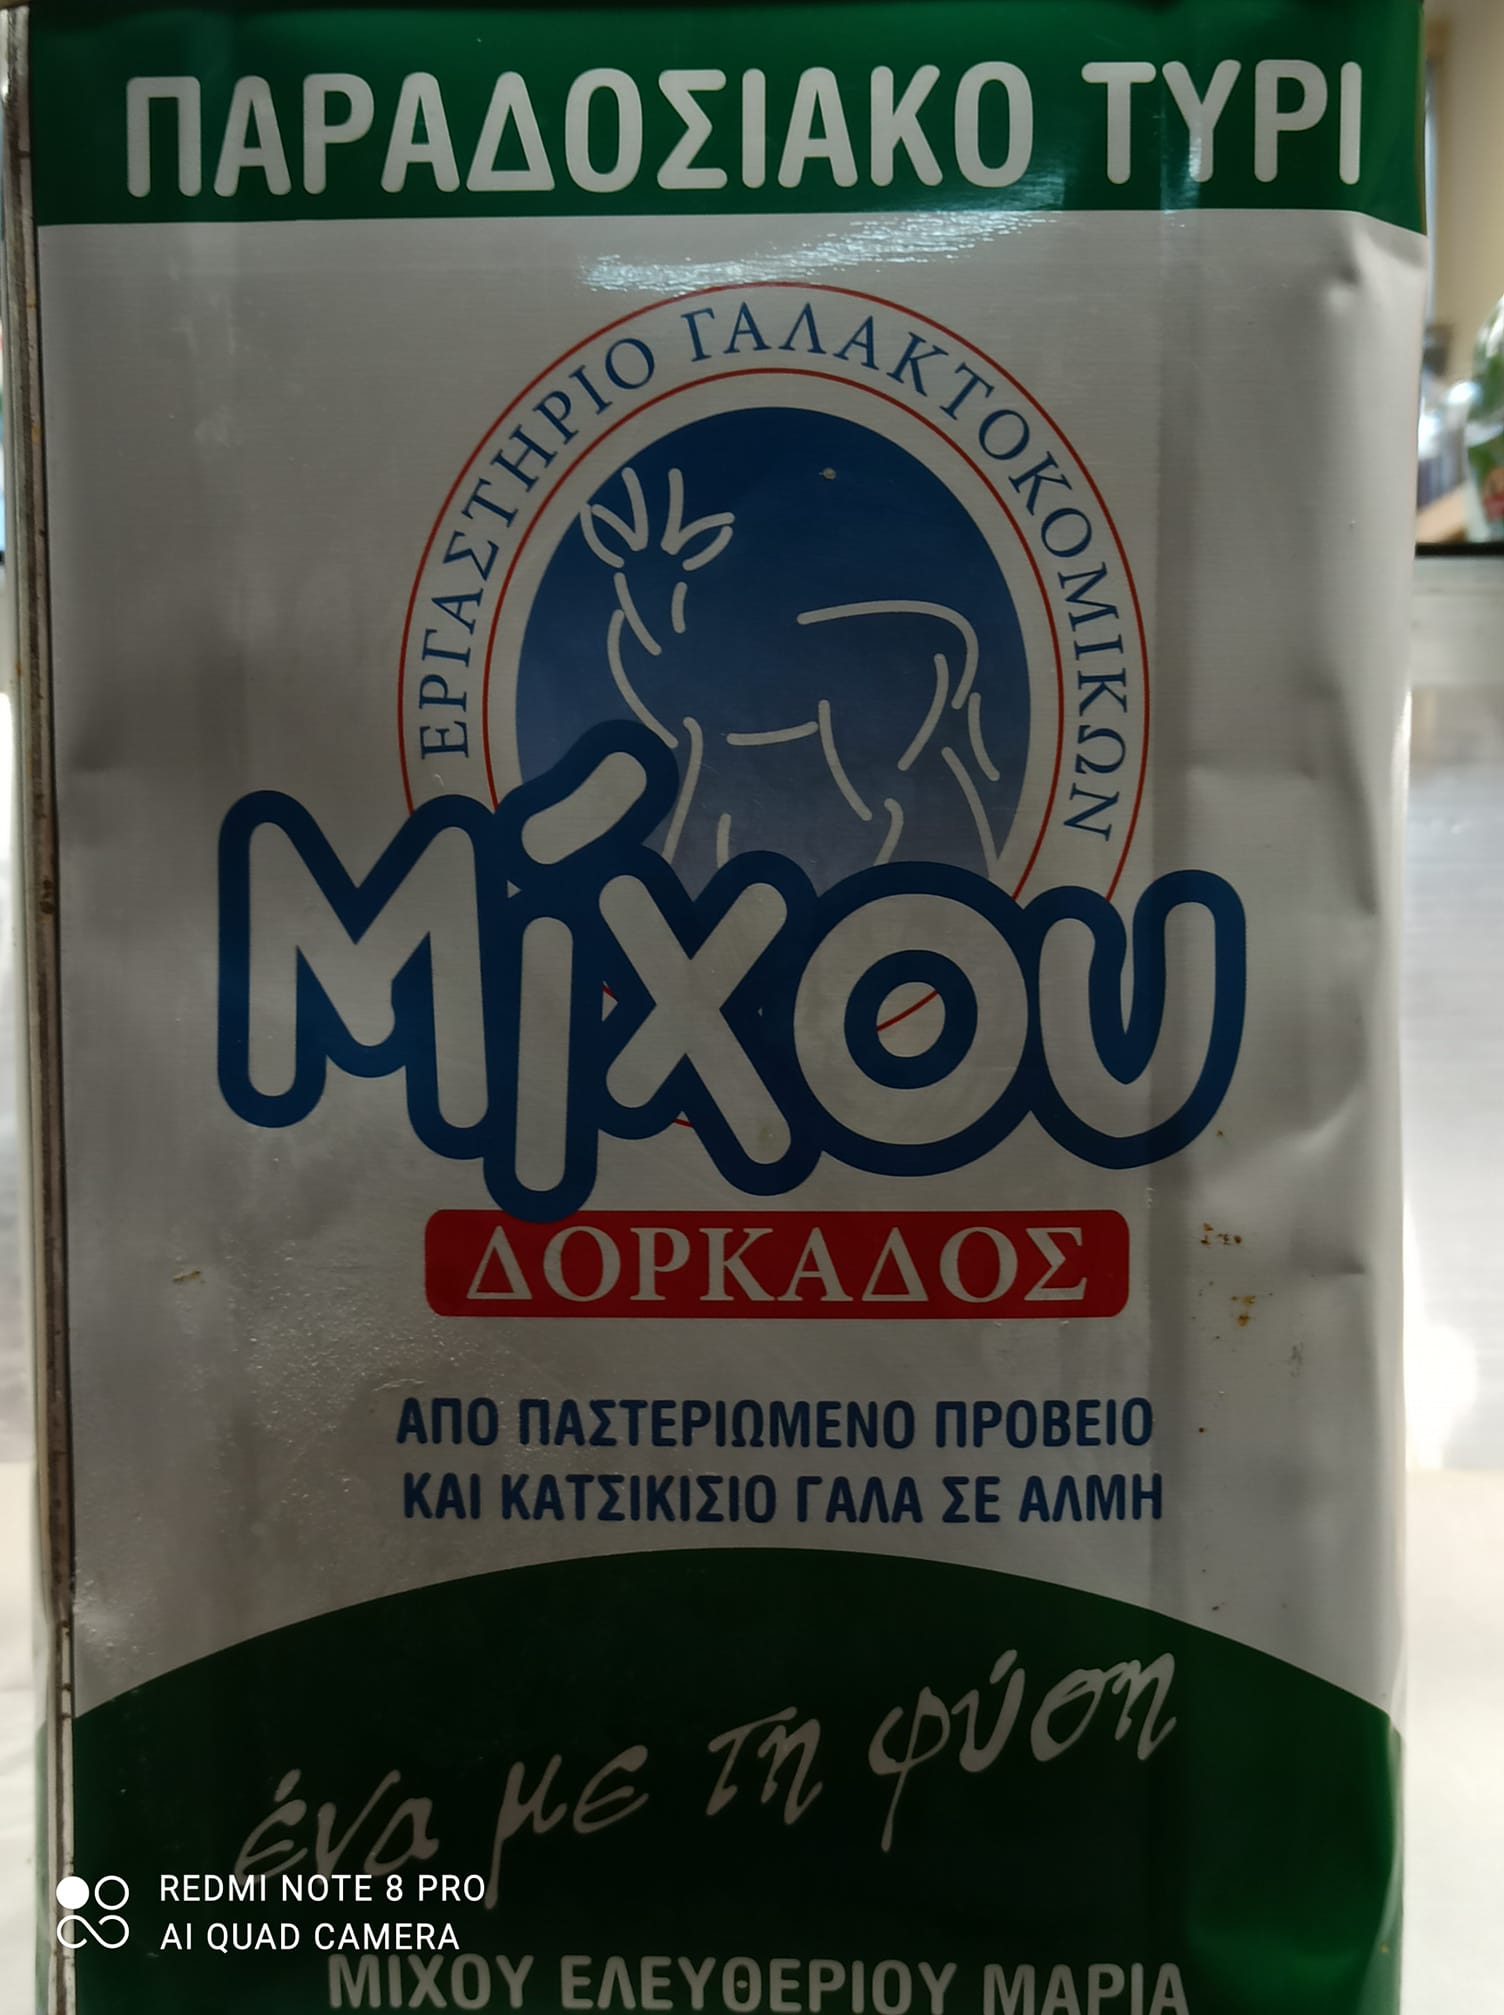 ΠΑΡΑΔΟΣΙΑΚΟ ΤΥΡΙ
ΕΡΓΑΣΤΗΡΙΟ ΓΑΛΑΚΤΟΚΟΜΙΚΩΝ
Μίχου
ΔΟΡΚΑΔΟΣ
ΑΠΟ ΠΑΣΤΕΡΙΩΜΕΝΟ ΠΡΟΒΕΙΟ
ΚΑΙ ΚΑΤΣΙΚΙΣΙΟ ΓΑΛΑ ΣΕ ΑΛΜΗ
ένα με τη φύση
REDMI NOTE 8 PRO
AI QUAD CAMERA
ΜΙΧΟΥ ΕΛΕΥΘΕΡΙΟΥ ΜΑΡΙΑ